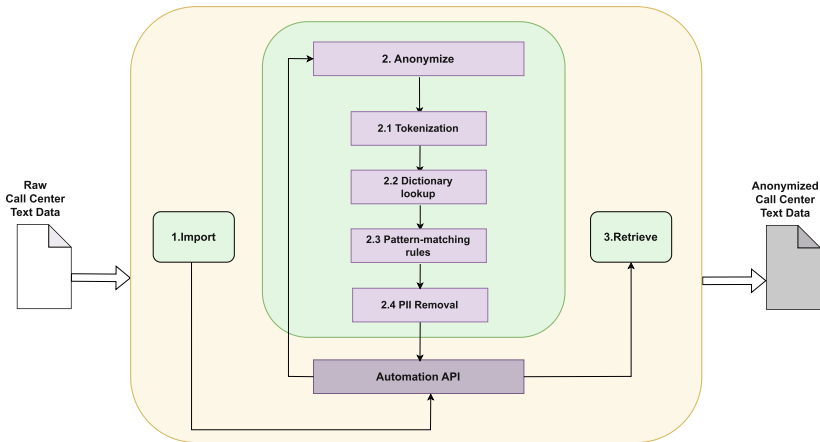 Raw
Call Center
Text Data
1.Import
2. Anonymize
2.1 Tokenization
2.2 Dictionary
lookup
2.3 Pattern-matching
rules
2.4 PII Removal
Automation API
3.Retrieve
Anonymized
Call Center
Text Data